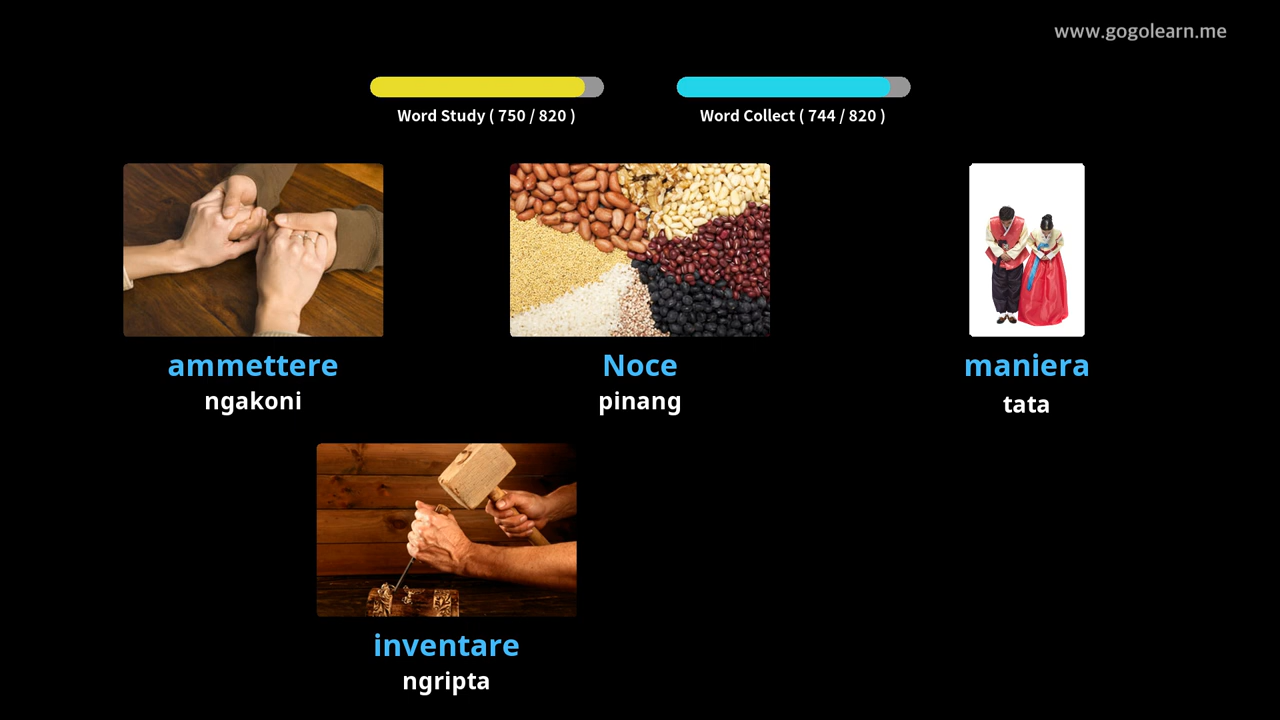 www.gogolearn.me
Word Study ( 750 / 820 )
Word Collect ( 744 / 820 )
ammettere
ngakoni
Noce
pinang
maniera
tata
inventare
ngripta